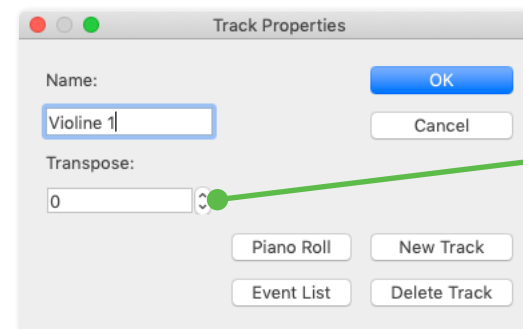 Track Properties
Name:
OK
Violine 1
Cancel
Transpose:
0
Piano Roll
New Track
Event List
Delete Track